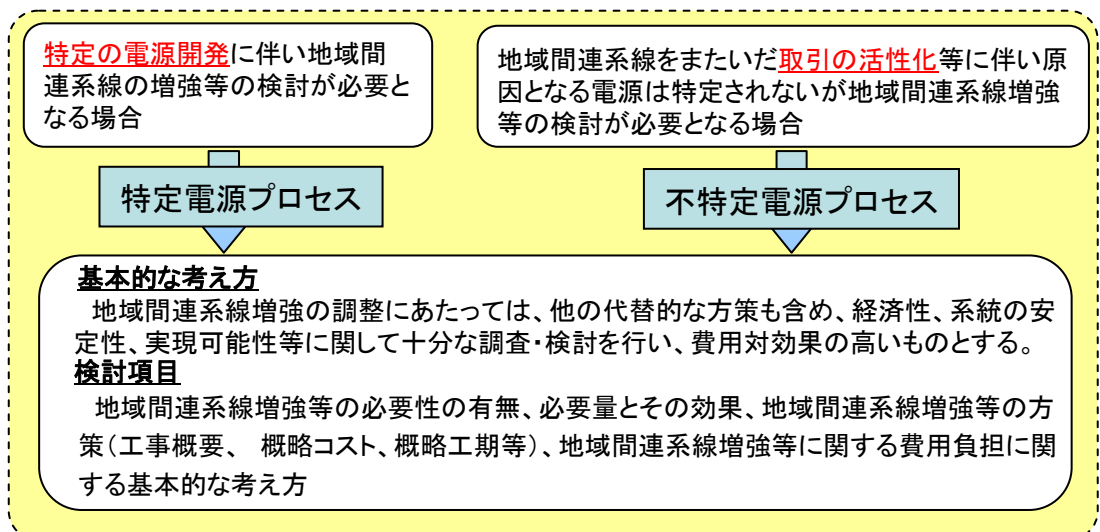 特定の電源開発に伴い地域間
連系線の増強等の検討が必要と
なる場合
地域間連系線をまたいだ取引の活性化等に伴い原
因となる電源は特定されないが地域間連系線増強
等の検討が必要となる場合
特定電源プロセス
不特定電源プロセス
基本的な考え方
地域間連系線増強の調整にあたっては、他の代替的な方策も含め、経済性、系統の安
定性、実現可能性等に関して十分な調査・検討を行い、費用対効果の高いものとする。
検討項目
地域間連系線増強等の必要性の有無、必要量とその効果、地域間連系線増強等の方
策(工事概要、 概略コスト、概略工期等)、地域間連系線増強等に関する費用負担に関
する基本的な考え方